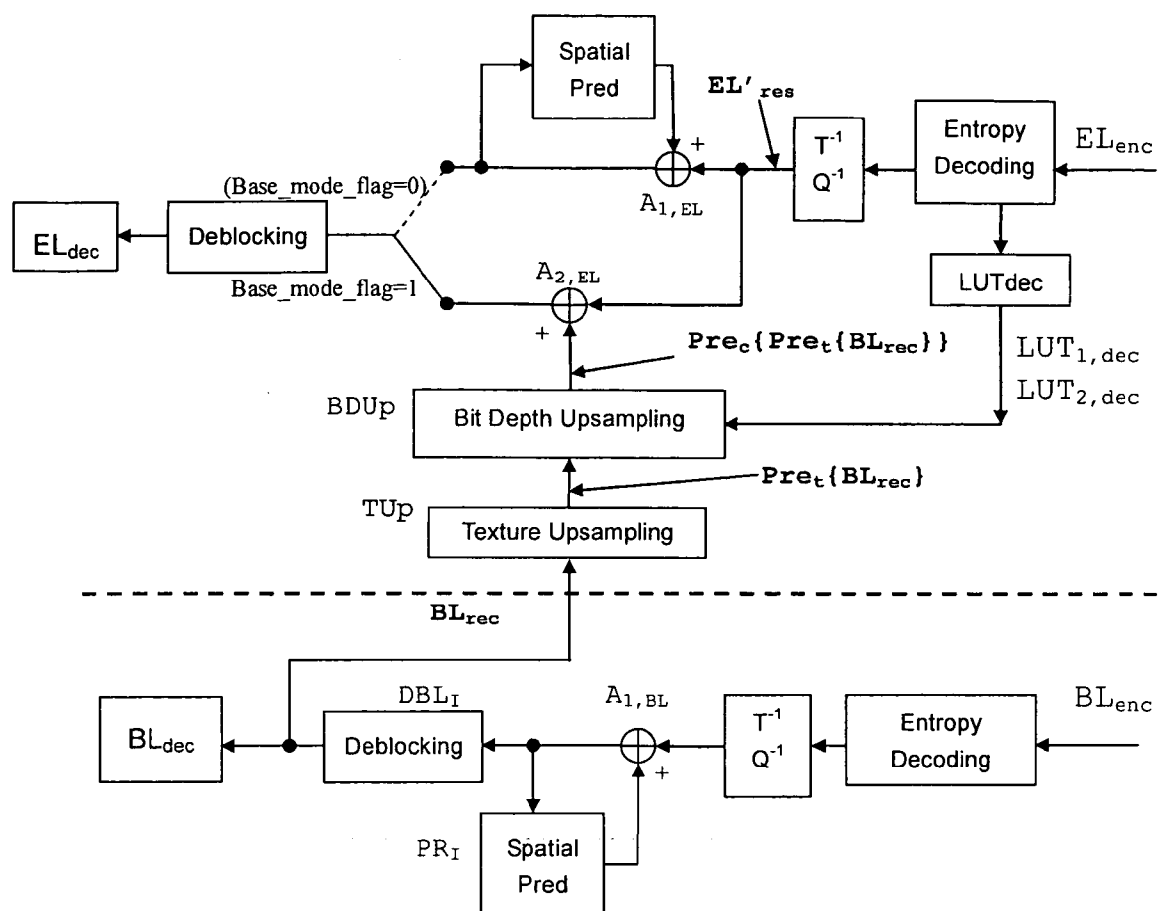 Spatial
Pred
EL'res
T-1
Q-1
Entropy
Decoding
ELenc
(Base_mode_flag=0)
+
A1,EL
ELdec
Deblocking
Base_mode_flag=1
A2,EL
+
LUTdec
Prec{Pret{BLrec}}
LUT1,dec
LUT2,dec
BDUp
Bit Depth Upsampling
Pret{BLrec}
TUp
Texture Upsampling
BLrec
DBLI
A1,BL
BLenc
BLdec
Deblocking
+
T-1
Q-1
Entropy
Decoding
PRI
Spatial
Pred